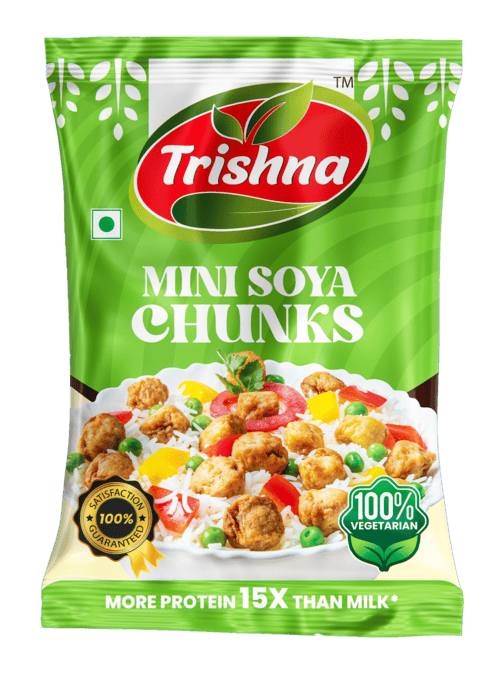 TM
Trishna
MINI SOYA
CHUNKS
SATISFACTION
100%
GUARANTEED
100%
VEGETARIAN
MORE PROTEIN 15X THAN MILK*